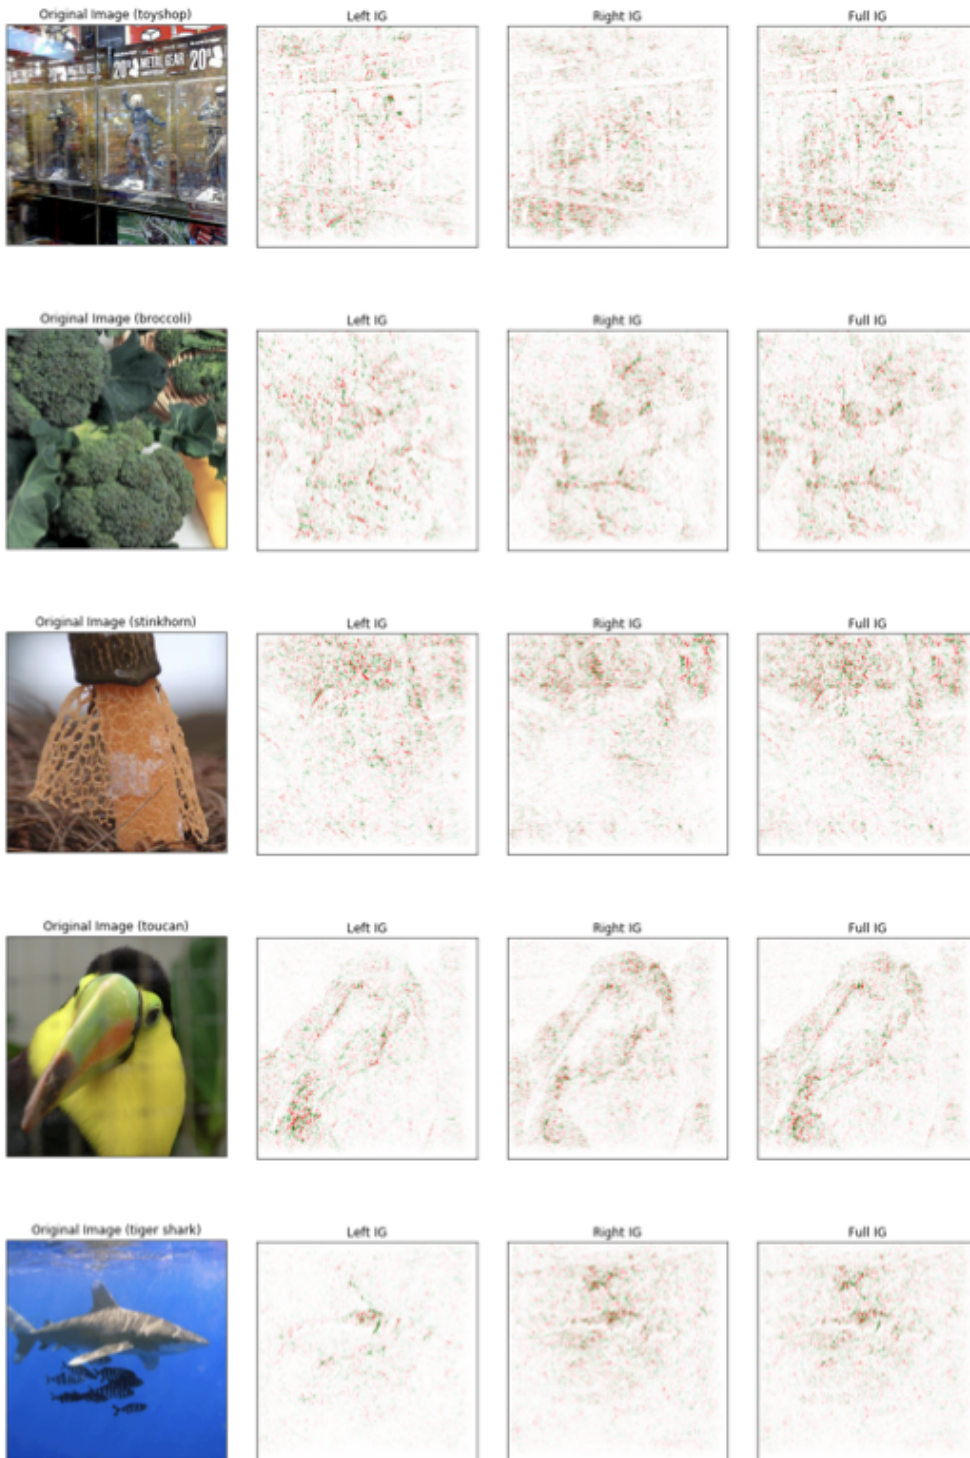 Original Image (toyshop) Left IG Right IG Full IG
20th METAL GEAR 20th
Original Image (broccoli) Left IG Right IG Full IG
Original Image (stinkhorn) Left IG Right IG Full IG
Original Image (toucan) Left IG Right IG Full IG
Original Image (tiger shark) Left IG Right IG Full IG